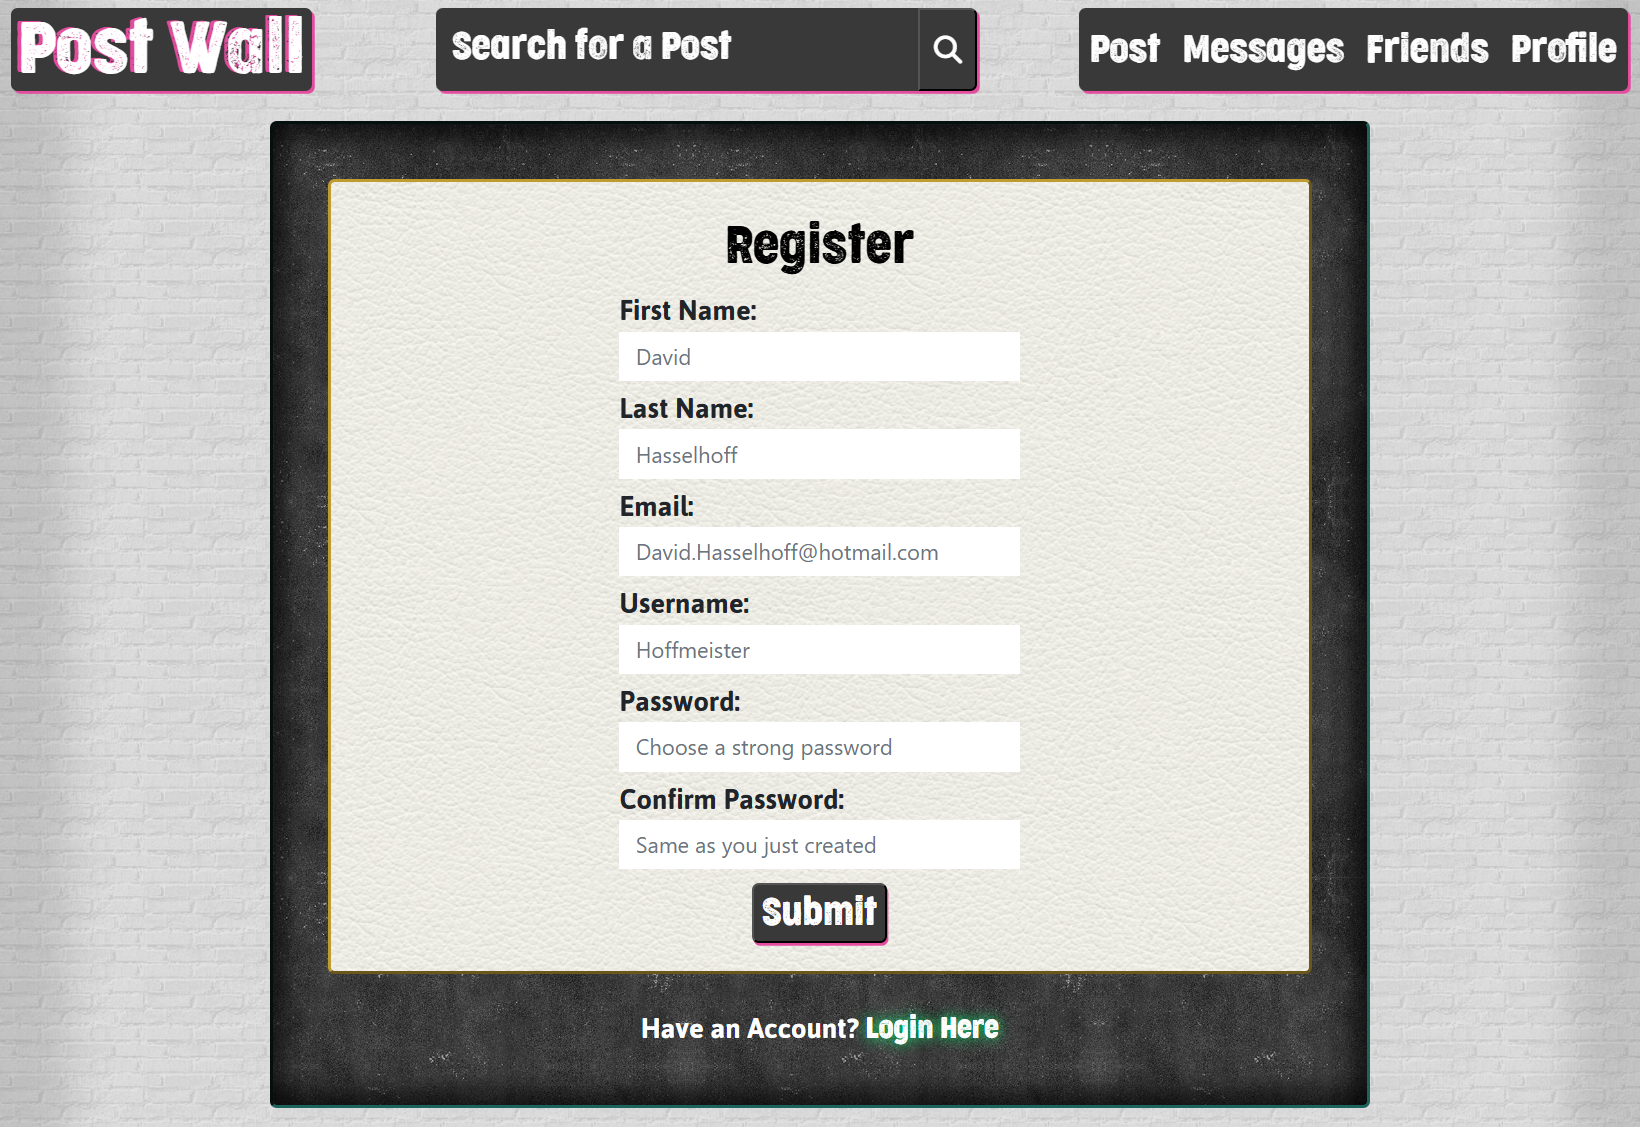 Post Wall
Search for a Post
Post Messages Friends Profile
Register
First Name:
David
Last Name:
Hasselhoff
Email:
David.Hasselhoff@hotmail.com
Username:
Hoffmeister
Password:
Choose a strong password
Confirm Password:
Same as you just created
Submit
Have an Account? Login Here